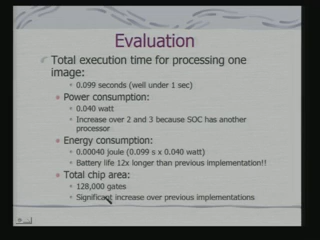 Evaluation
Total execution time for processing one
image:
0.099 seconds (well under 1 sec)
Power consumption:
0.040 watt
Increase over 2 and 3 because SOC has another
processor
Energy consumption:
0.00040 joule (0.099 s x 0.040 watt)
Battery life 12x longer than previous implementation!!
Total chip area:
128,000 gates
Significant increase over previous implementations